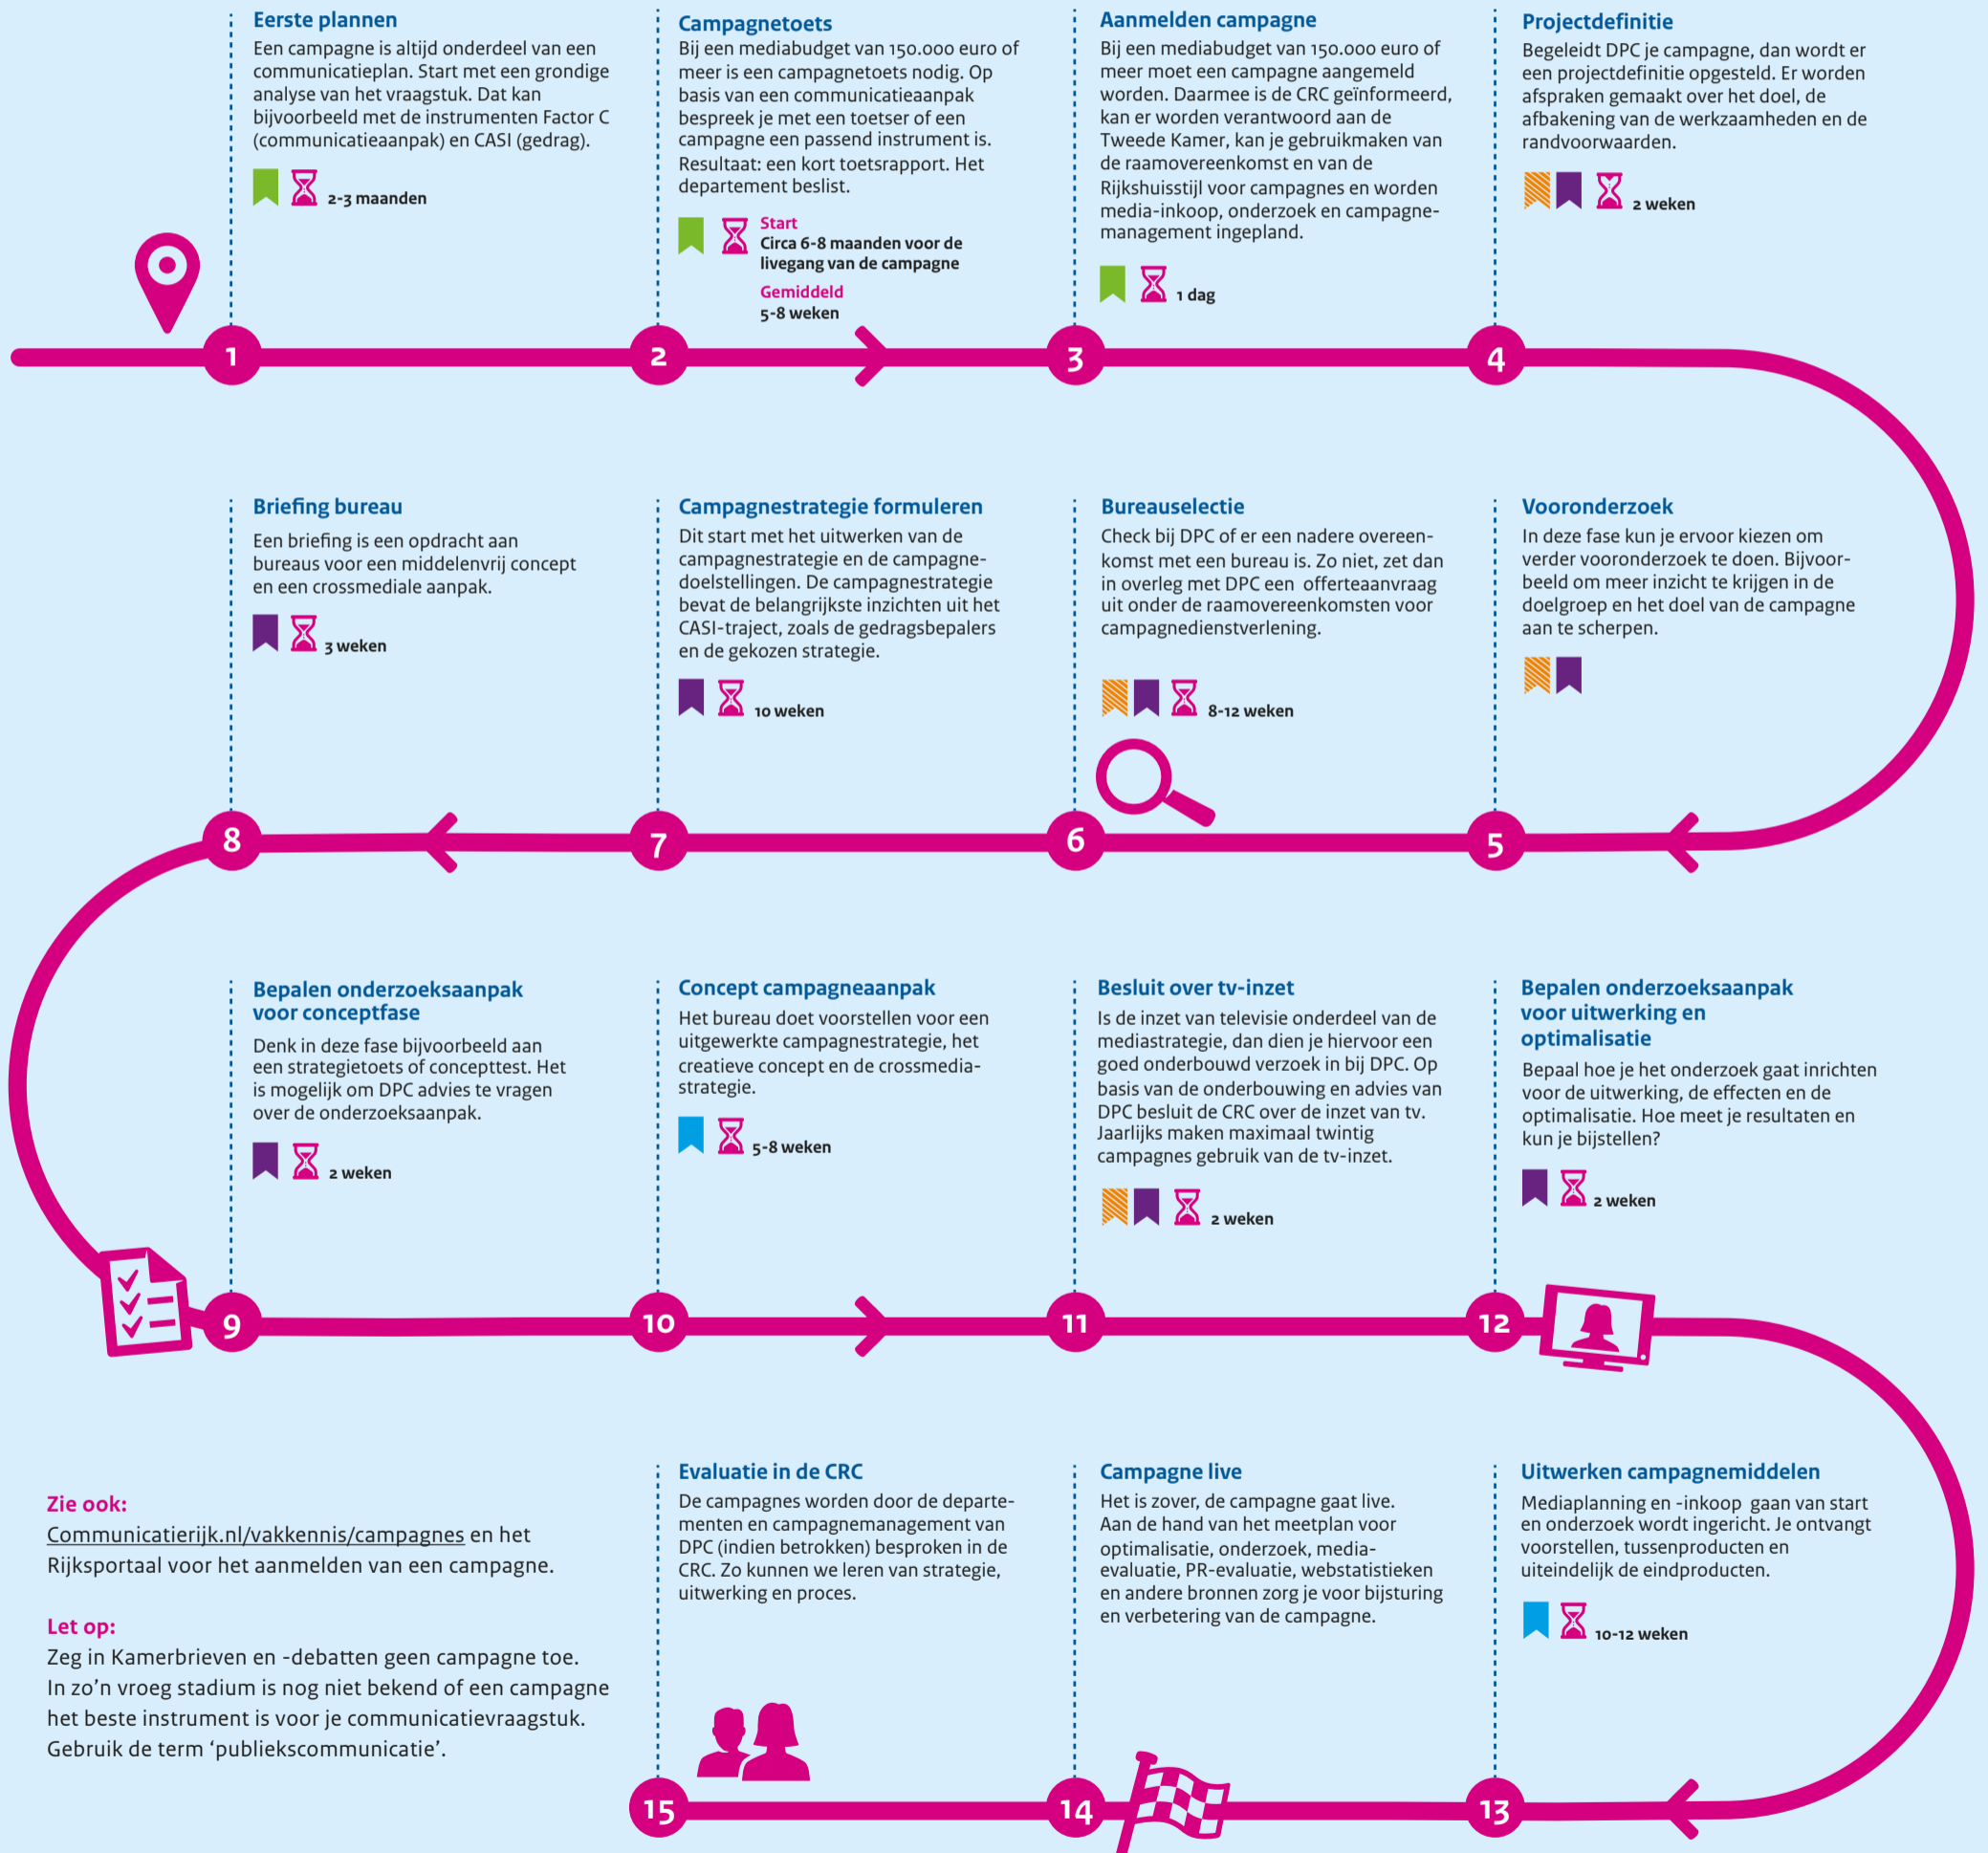 Eerste plannen
Een campagne is altijd onderdeel van een
communicatieplan. Start met een grondige
analyse van het vraagstuk. Dat kan
bijvoorbeeld met de instrumenten Factor C
(communicatieaanpak) en CASI (gedrag).
2-3 maanden
1
Campagnetoets
Bij een mediabudget van 150.000 euro of
meer is een campagnetoets nodig. Op
basis van een communicatieaanpak
bespreek je met een toetser of een
campagne een passend instrument is.
Resultaat: een kort toetsrapport. Het
departement beslist.
Start
Circa 6-8 maanden voor de
livegang van de campagne
Gemiddeld
5-8 weken
2
Aanmelden campagne
Bij een mediabudget van 150.000 euro of
meer moet een campagne aangemeld
worden. Daarmee is de CRC geïnformeerd,
kan er worden verantwoord aan de
Tweede Kamer, kan je gebruikmaken van
de raamovereenkomst en van de
Rijkshuisstijl voor campagnes en worden
media-inkoop, onderzoek en campagne-
management ingepland.
1 dag
3
Projectdefinitie
Begeleidt DPC je campagne, dan wordt er
een projectdefinitie opgesteld. Er worden
afspraken gemaakt over het doel, de
afbakening van de werkzaamheden en de
randvoorwaarden.
2 weken
4
Vooronderzoek
In deze fase kun je ervoor kiezen om
verder vooronderzoek te doen. Bijvoor-
beeld om meer inzicht te krijgen in de
doelgroep en het doel van de campagne
aan te scherpen.
5
Bureauselectie
Check bij DPC of er een nadere overeen-
komst met een bureau is. Zo niet, zet dan
in overleg met DPC een offerteaanvraag
uit onder de raamovereenkomsten voor
campagnedienstverlening.
8-12 weken
6
Campagnestrategie formuleren
Dit start met het uitwerken van de
campagnestrategie en de campagne-
doelstellingen. De campagnestrategie
bevat de belangrijkste inzichten uit het
CASI-traject, zoals de gedragsbepalers
en de gekozen strategie.
10 weken
7
Briefing bureau
Een briefing is een opdracht aan
bureaus voor een middelenvrij concept
en een crossmediale aanpak.
3 weken
8
Bepalen onderzoeksaanpak
voor conceptfase
Denk in deze fase bijvoorbeeld aan
een strategietoets of concepttest. Het
is mogelijk om DPC advies te vragen
over de onderzoeksaanpak.
2 weken
9
Concept campagneaanpak
Het bureau doet voorstellen voor een
uitgewerkte campagnestrategie, het
creatieve concept en de crossmedia-
strategie.
5-8 weken
10
Besluit over tv-inzet
Is de inzet van televisie onderdeel van de
mediastrategie, dan dien je hiervoor een
goed onderbouwd verzoek in bij DPC. Op
basis van de onderbouwing en advies van
DPC besluit de CRC over de inzet van tv.
Jaarlijks maken maximaal twintig
campagnes gebruik van de tv-inzet.
2 weken
11
Bepalen onderzoeksaanpak
voor uitwerking en
optimalisatie
Bepaal hoe je het onderzoek gaat inrichten
voor de uitwerking, de effecten en de
optimalisatie. Hoe meet je resultaten en
kun je bijstellen?
2 weken
12
Uitwerken campagnemiddelen
Mediaplanning en -inkoop gaan van start
en onderzoek wordt ingericht. Je ontvangt
voorstellen, tussenproducten en
uiteindelijk de eindproducten.
10-12 weken
13
Campagne live
Het is zover, de campagne gaat live.
Aan de hand van het meetplan voor
optimalisatie, onderzoek, media-
evaluatie, PR-evaluatie, webstatistieken
en andere bronnen zorg je voor bijsturing
en verbetering van de campagne.
14
Evaluatie in de CRC
De campagnes worden door de departe-
menten en campagnemanagement van
DPC (indien betrokken) besproken in de
CRC. Zo kunnen we leren van strategie,
uitwerking en proces.
15
Zie ook:
Communicatierijk.nl/vakkennis/campagnes en het
Rijksportaal voor het aanmelden van een campagne.
Let op:
Zeg in Kamerbrieven en -debatten geen campagne toe.
In zo’n vroeg stadium is nog niet bekend of een campagne
het beste instrument is voor je communicatievraagstuk.
Gebruik de term ‘publiekscommunicatie’.